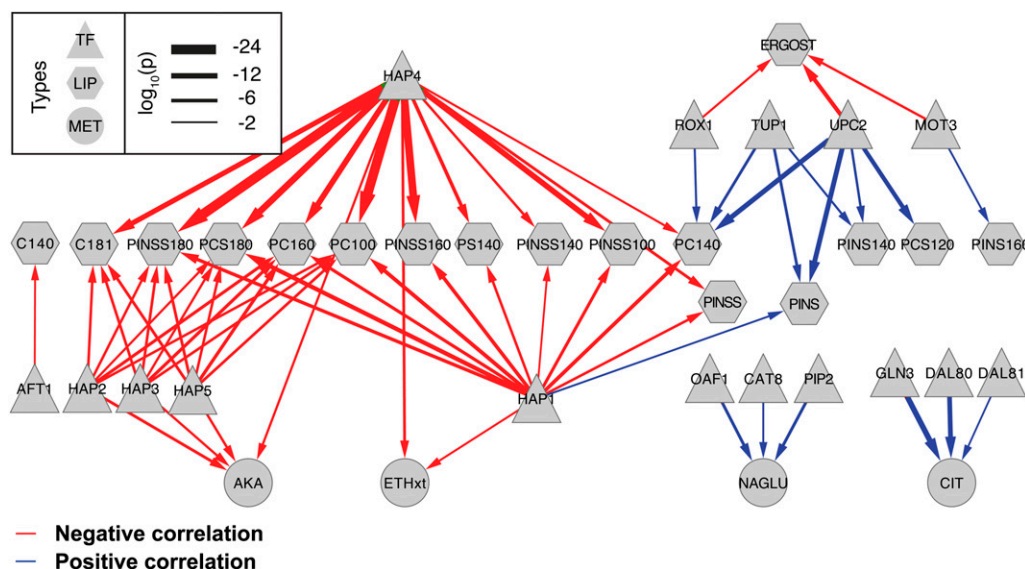 Types
TF
LIP
MET
log10(p)
-24
-12
-6
-2
ERGOST
HAP4
ROX1 TUP1 UPC2 MOT3
C140 C181 PINSS180 PCS180 PC160 PC100 PINSS160 PS140 PINSS140 PINSS100 PC140 PINS140 PCS120 PINS160
PINSS PINS
AFT1 HAP2 HAP3 HAP5 HAP1 OAF1 CAT8 PIP2 GLN3 DAL80 DAL81
AKA ETHxt NAGLU CIT
Negative correlation
Positive correlation